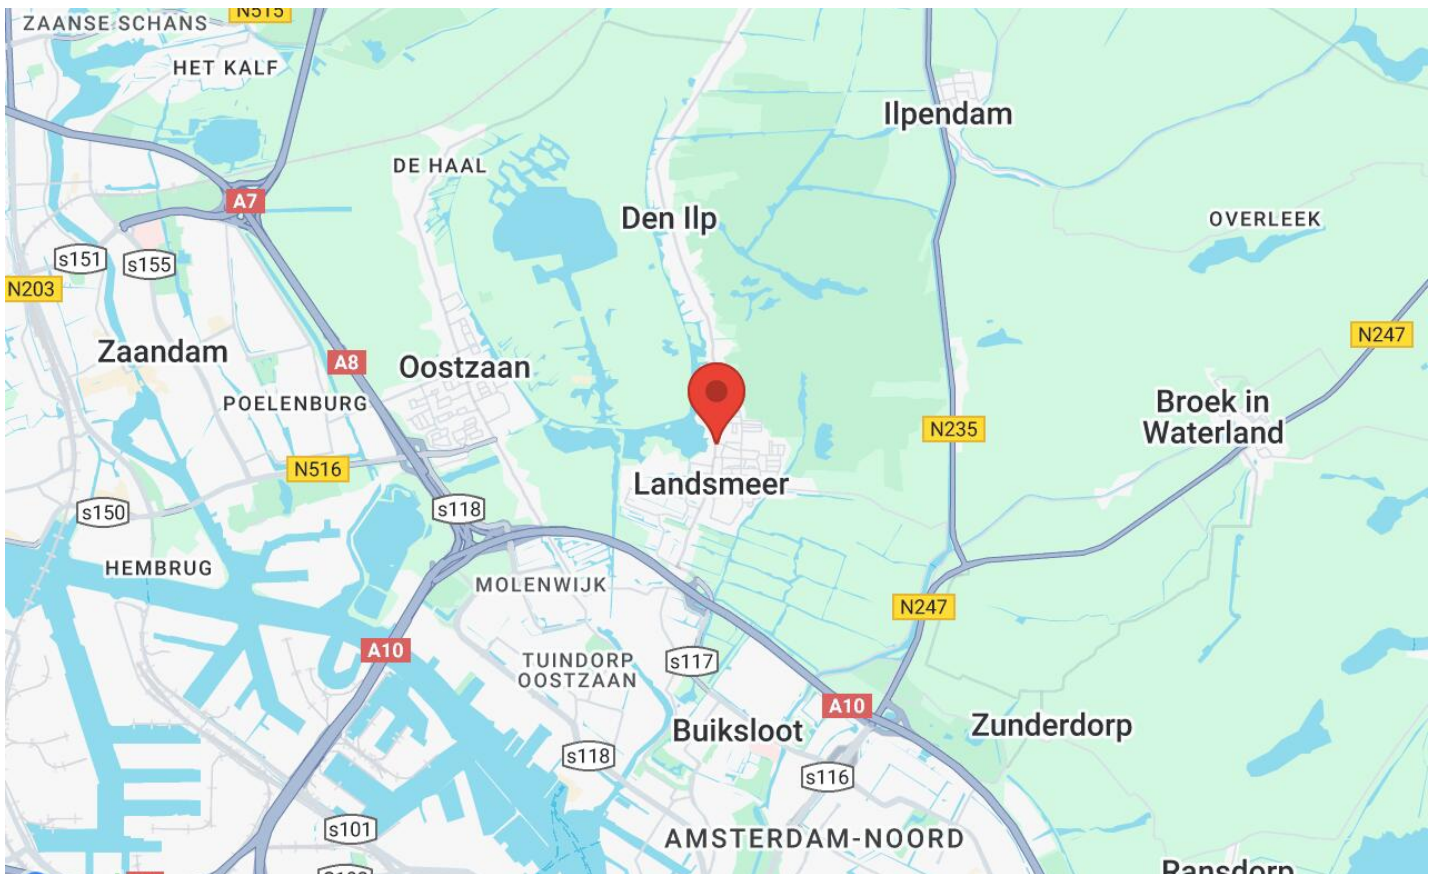 N515
ZAANSE SCHANS
HET KALF
Ilpendam
DE HAAL
A7
Den Ilp
OVERLEEK
s151
s155
N203
N247
Zaandam
A8
Oostzaan
POELENBURG
Broek in
Waterland
N235
N516
Landsmeer
s150
s118
HEMBRUG
MOLENWIJK
N247
A10
s117
TUINDORP
OOSTZAAN
A10
Buiksloot
Zunderdorp
s118
s116
s101
AMSTERDAM-NOORD
Ransdorp